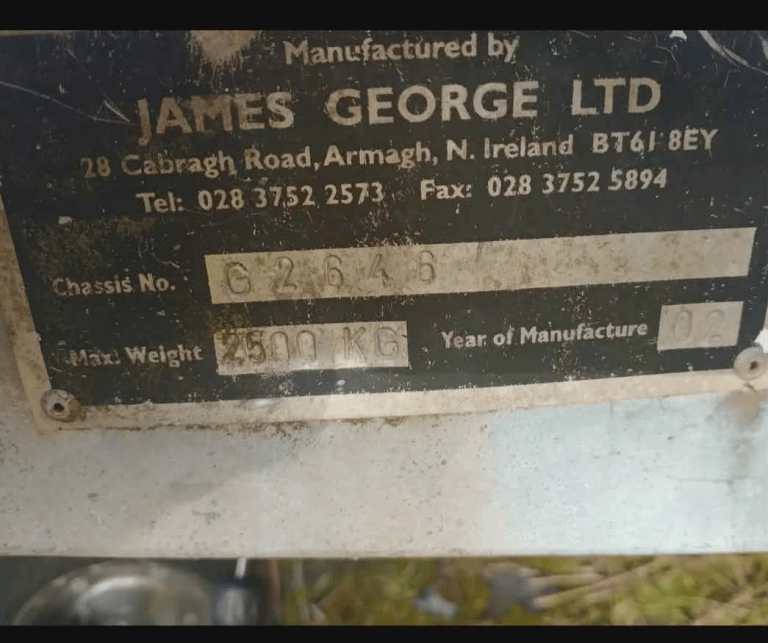 Manufactured by
JAMES GEORGE LTD
28 Cabragh Road, Armagh, N. Ireland BT61 8EY
Tel: 028 3752 2573 Fax: 028 3752 5894
Chassis No. G2646
Max. Weight 2500 KG Year of Manufacture 02